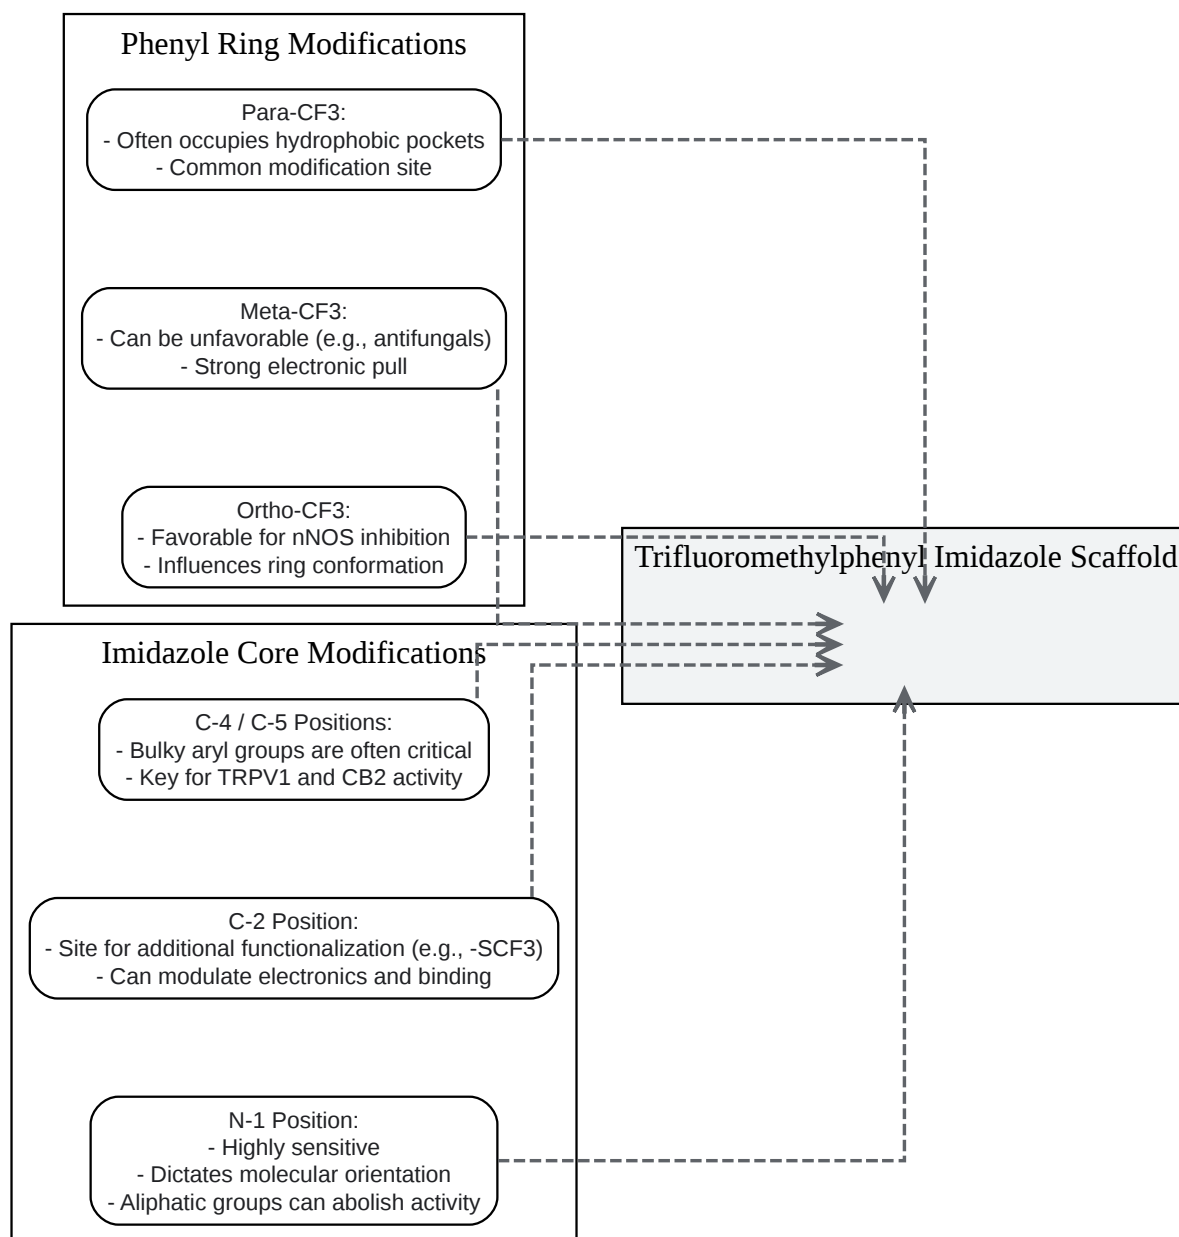 Phenyl Ring Modifications
Para-CF3:
- Often occupies hydrophobic pockets
- Common modification site
Meta-CF3:
- Can be unfavorable (e.g., antifungals)
- Strong electronic pull
Ortho-CF3:
- Favorable for nNOS inhibition
- Influences ring conformation
Trifluoromethylphenyl Imidazole Scaffold
Imidazole Core Modifications
C-4 / C-5 Positions:
- Bulky aryl groups are often critical
- Key for TRPV1 and CB2 activity
C-2 Position:
- Site for additional functionalization (e.g., -SCF3)
- Can modulate electronics and binding
N-1 Position:
- Highly sensitive
- Dictates molecular orientation
- Aliphatic groups can abolish activity